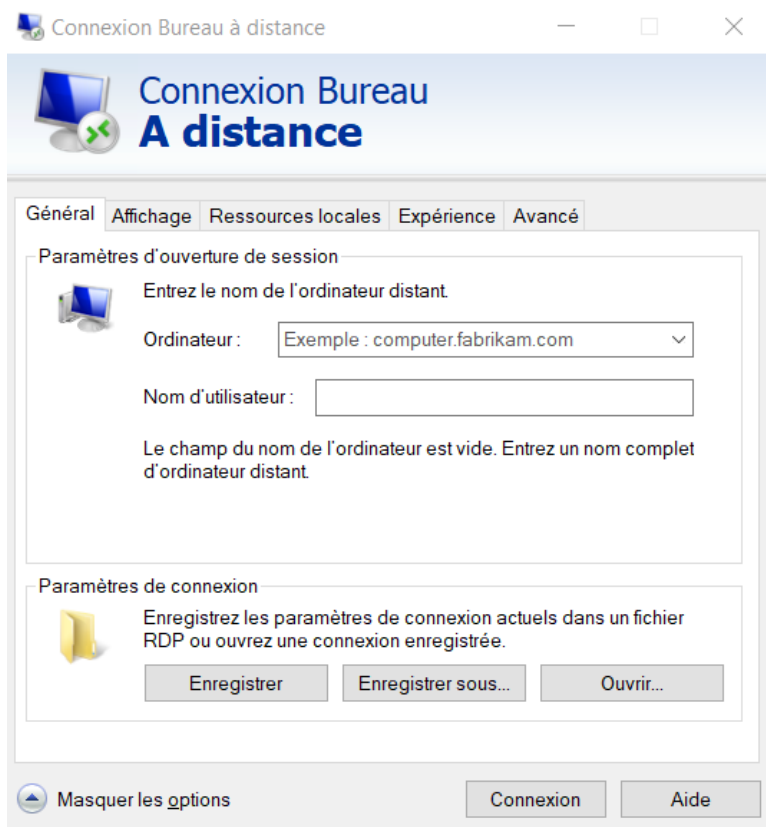 Connexion Bureau à distance
Connexion Bureau
A distance
Général Affichage Ressources locales Expérience Avancé
Paramètres d'ouverture de session
Entrez le nom de l'ordinateur distant.
Ordinateur : Exemple : computer.fabrikam.com
Nom d'utilisateur :
Le champ du nom de l'ordinateur est vide. Entrez un nom complet
d'ordinateur distant.
Paramètres de connexion
Enregistrez les paramètres de connexion actuels dans un fichier
RDP ou ouvrez une connexion enregistrée.
Enregistrer Enregistrer sous... Ouvrir...
Masquer les options Connexion Aide